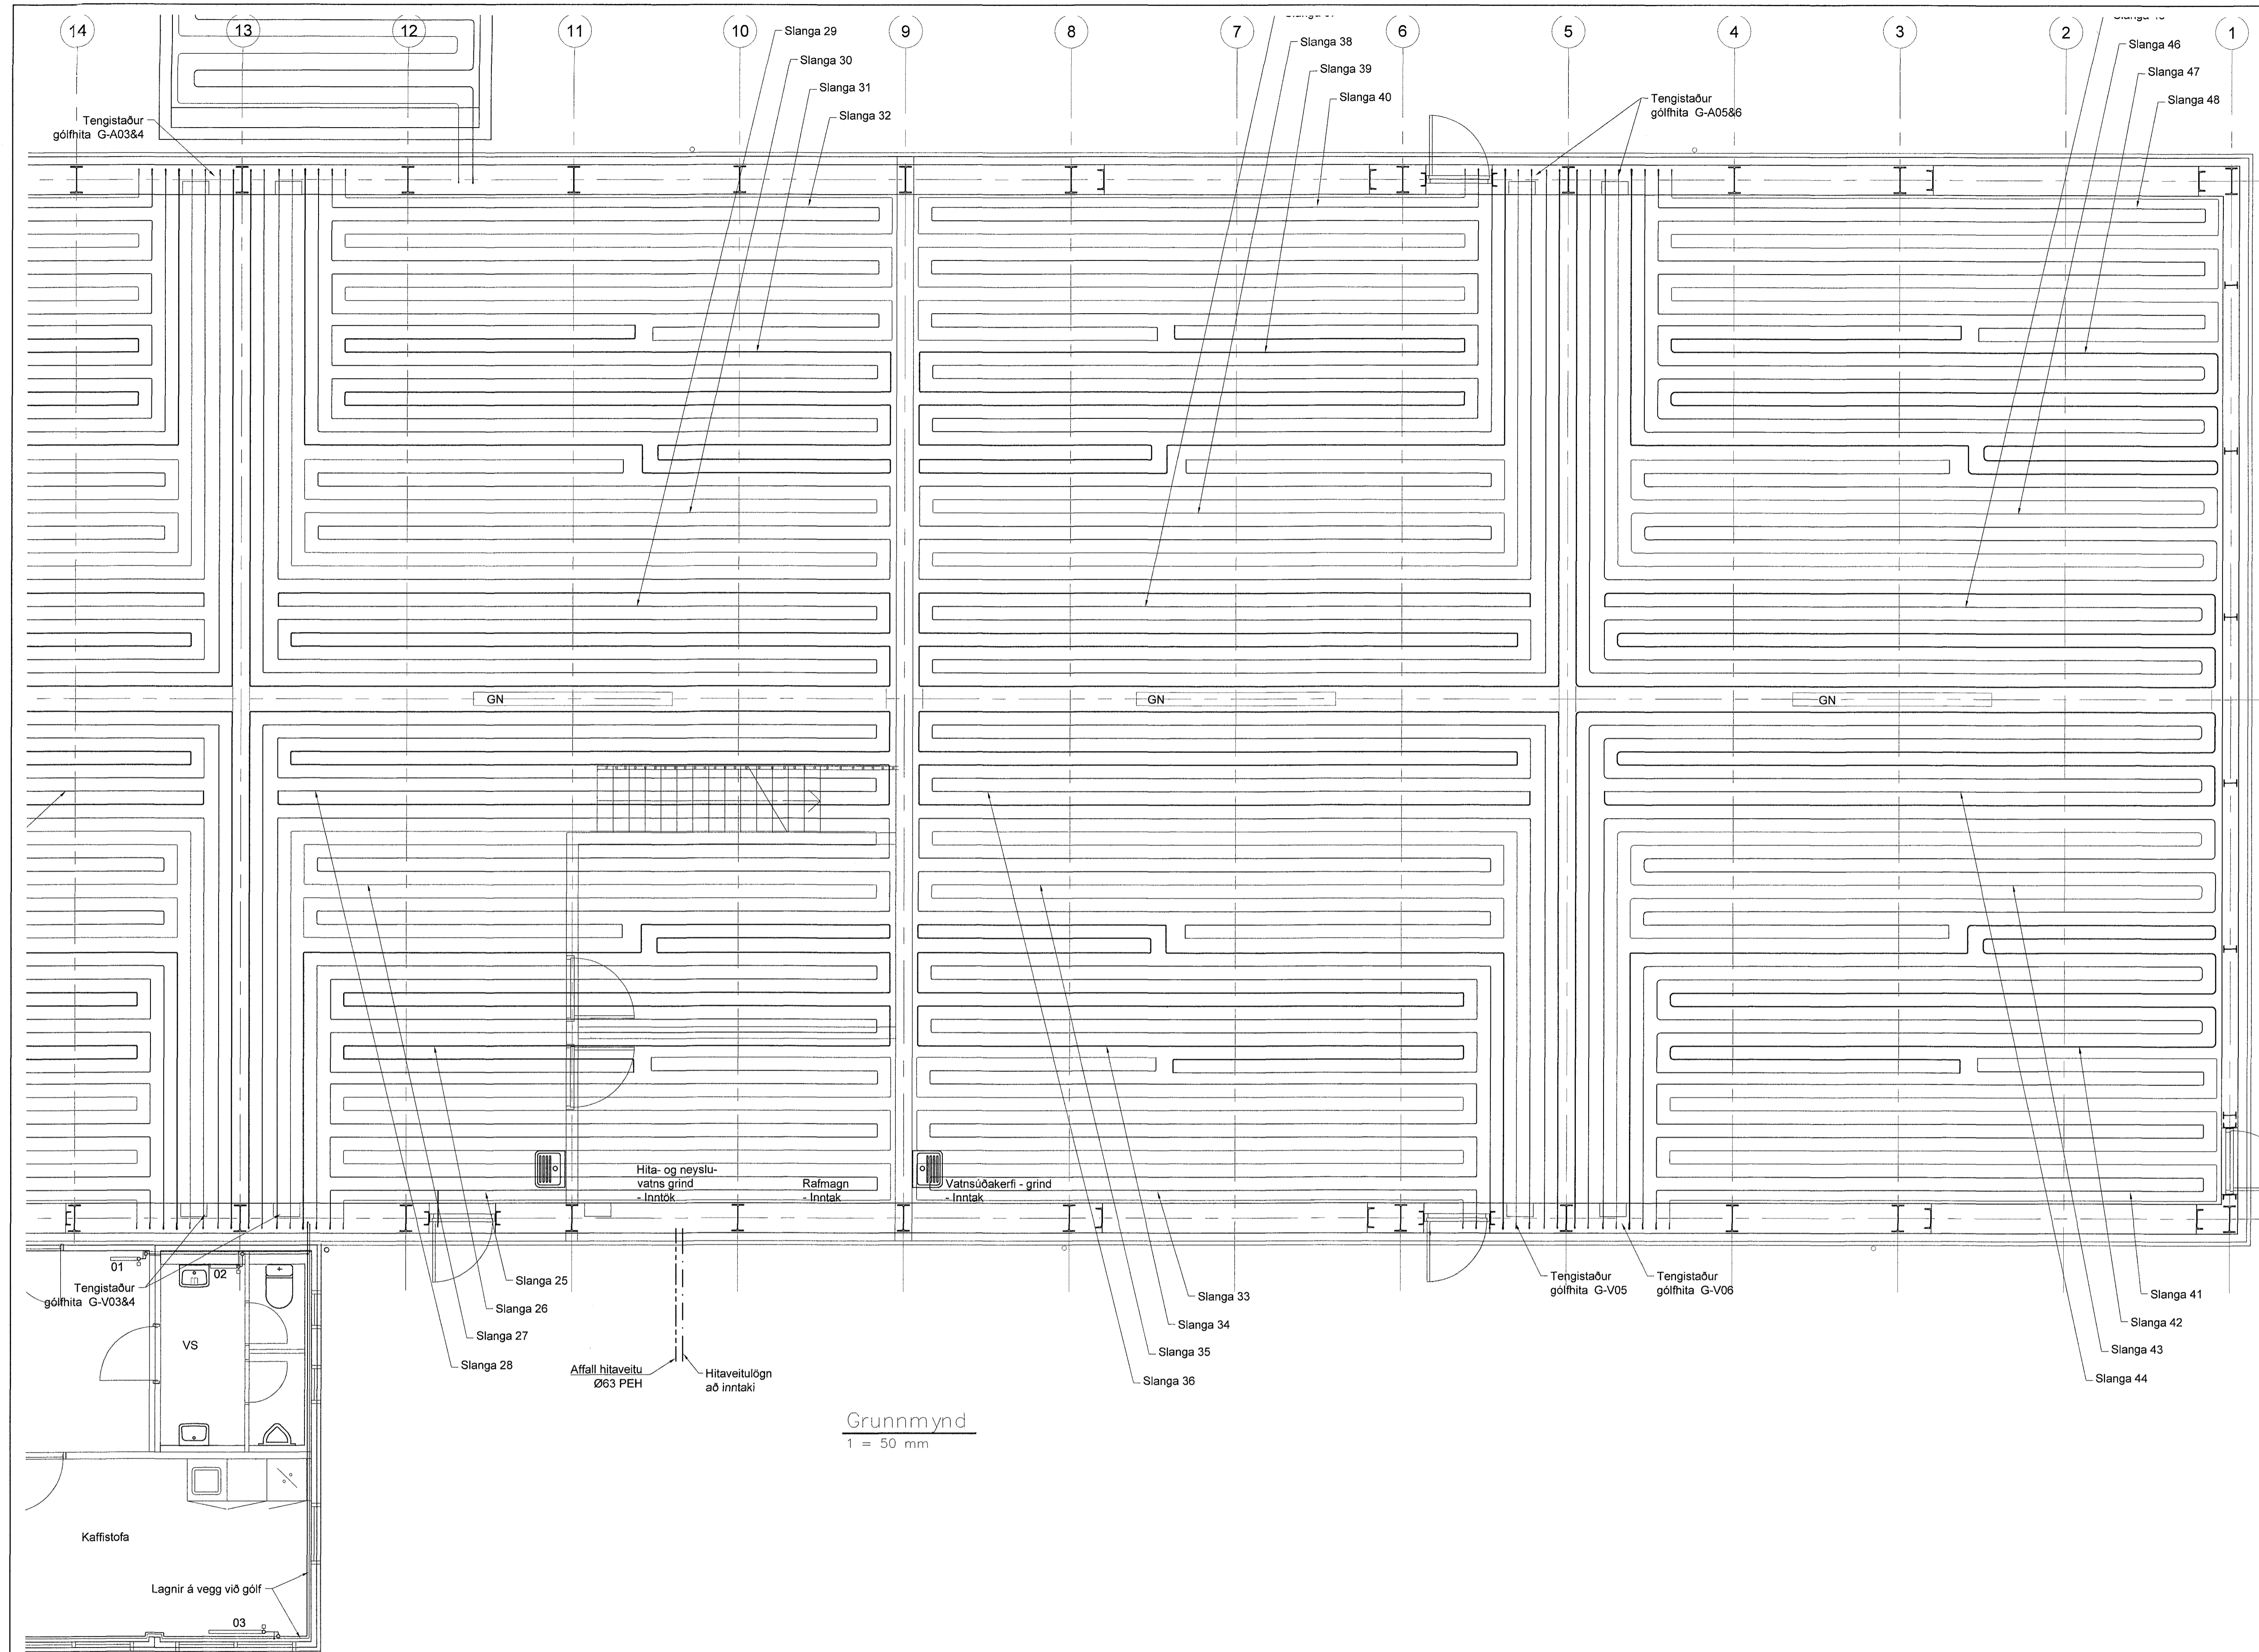 14
13
12
11
10
9
8
7
6
5
4
3
2
1
Slanga 29
Slanga 30
Slanga 31
Slanga 32
Slanga 38
Slanga 39
Slanga 40
Slanga 46
Slanga 47
Slanga 48
Tengistaður
gólfhita G-A03&4
Tengistaður
gólfhita G-A05&6
GN
GN
GN
Hita- og neyslu-
vatns grind
- Inntök
Rafmagn
- Inntak
Vatnsúðakerfi - grind
- Inntak
01
02
Tengistaður
gólfhita G-V03&4
VS
Slanga 25
Slanga 26
Slanga 27
Slanga 28
Affall hitaveitu
Ø63 PEH
Hitaveitulögn
að inntaki
Slanga 33
Slanga 34
Slanga 35
Slanga 36
Tengistaður
gólfhita G-V05
Tengistaður
gólfhita G-V06
Slanga 41
Slanga 42
Slanga 43
Slanga 44
Grunnmynd
1 = 50 mm
Kaffistofa
Lagnir á vegg við gólf
03